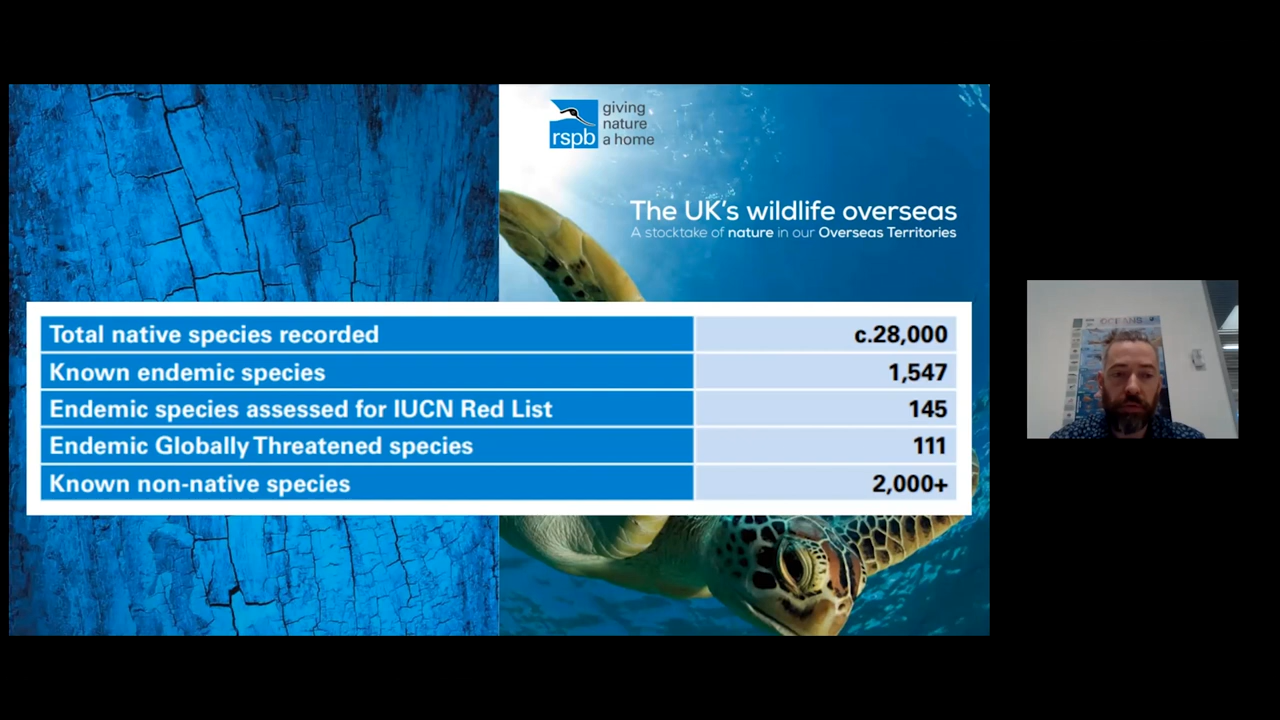 rspb
giving
nature
a home
The UK's wildlife overseas
A stocktake of nature in our Overseas Territories
Total native species recorded c.28,000
Known endemic species 1,547
Endemic species assessed for IUCN Red List 145
Endemic Globally Threatened species 111
Known non-native species 2,000+
OCEANS